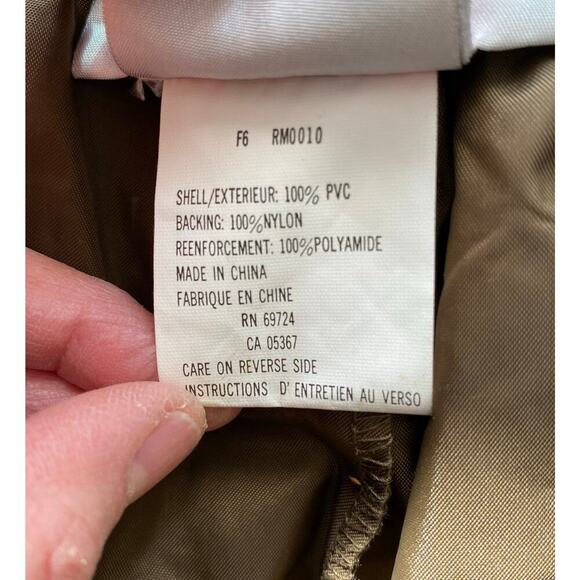 F6 RM0010
SHELL/EXTERIEUR: 100% PVC
BACKING: 100%NYLON
REENFORCEMENT: 100%POLYAMIDE
MADE IN CHINA
FABRIQUE EN CHINE
RN 69724
CA 05367
CARE ON REVERSE SIDE
INSTRUCTIONS D'ENTRETIEN AU VERSO